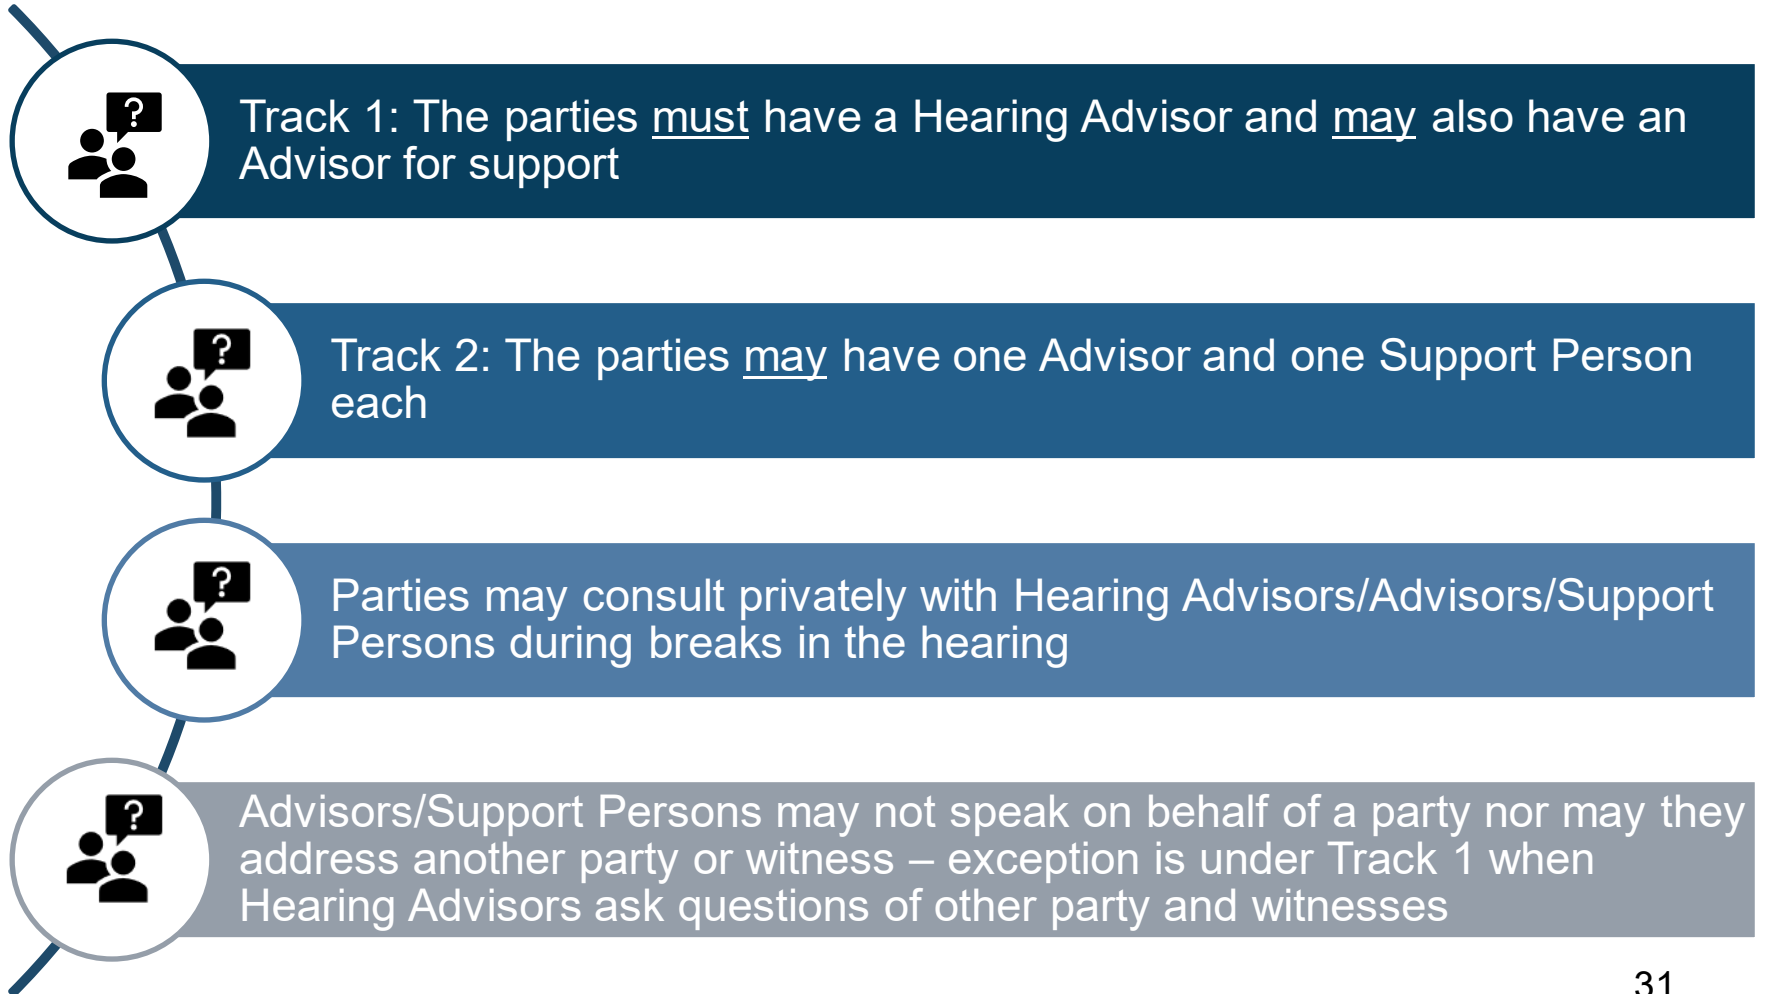 ?
Track 1: The parties must have a Hearing Advisor and may also have an
Advisor for support
?
Track 2: The parties may have one Advisor and one Support Person
each
?
Parties may consult privately with Hearing Advisors/Advisors/Support
Persons during breaks in the hearing
?
Advisors/Support Persons may not speak on behalf of a party nor may they
address another party or witness – exception is under Track 1 when
Hearing Advisors ask questions of other party and witnesses
31